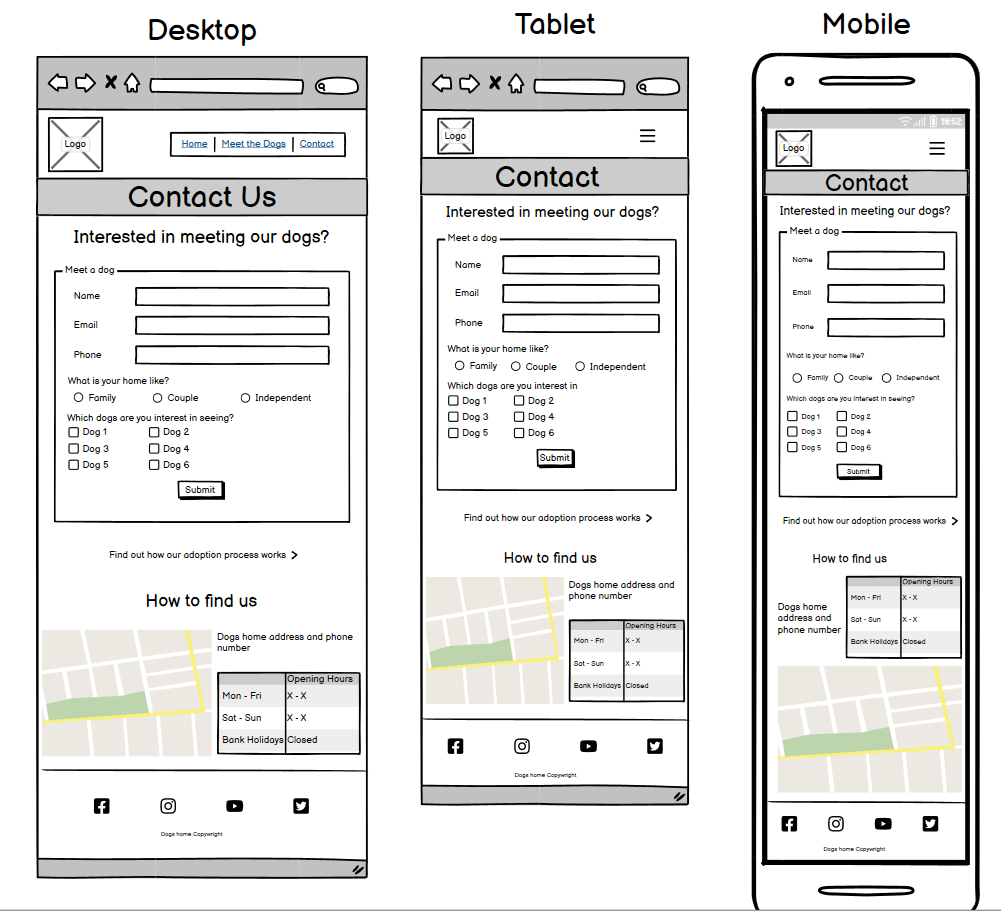 Desktop
Logo
Home
Meet the Dogs
Contact
Contact Us
Interested in meeting our dogs?
Meet a dog
Name
Email
Phone
What is your home like?
Family Couple Independent
Which dogs are you interest in seeing?
Dog 1 Dog 2
Dog 3 Dog 4
Dog 5 Dog 6
Submit
Find out how our adoption process works
How to find us
Dogs home address and phone
number
Opening Hours
Mon - Fri X - X
Sat - Sun X - X
Bank Holidays Closed
Dogs home Copywright
Tablet
Logo
Contact
Interested in meeting our dogs?
Meet a dog
Name
Email
Phone
What is your home like?
Family Couple Independent
Which dogs are you interest in
Dog 1 Dog 2
Dog 3 Dog 4
Dog 5 Dog 6
Submit
Find out how our adoption process works
How to find us
Dogs home address and
phone number
Opening Hours
Mon - Fri X - X
Sat - Sun X - X
Bank Holidays Closed
Dogs home Copywright
Mobile
18:52
Logo
Contact
Interested in meeting our dogs?
Meet a dog
Name
Email
Phone
What is your home like?
Family Couple Independent
Which dogs are you interest in seeing?
Dog 1 Dog 2
Dog 3 Dog 4
Dog 5 Dog 6
Submit
Find out how our adoption process works
How to find us
Dogs home
address and
phone number
Opening Hours
Mon - Fri X - X
Sat - Sun X - X
Bank Holidays Closed
Dogs home Copywright